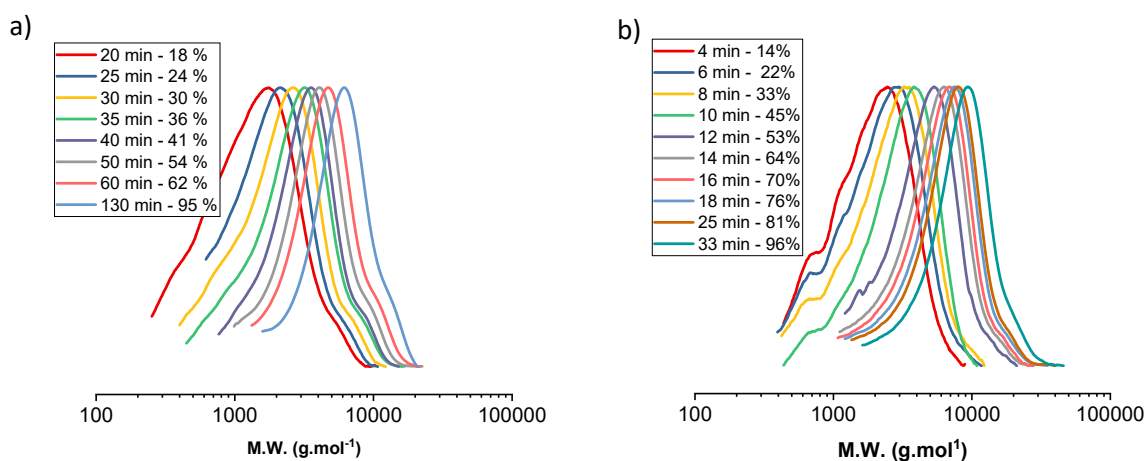 a)
20 min - 18 %
25 min - 24 %
30 min - 30 %
35 min - 36 %
40 min - 41 %
50 min - 54 %
60 min - 62 %
130 min - 95 %
100 1000 10000 100000
M.W. (g.mol⁻¹)
b)
4 min - 14%
6 min -  22%
8 min - 33%
10 min - 45%
12 min - 53%
14 min - 64%
16 min - 70%
18 min - 76%
25 min - 81%
33 min - 96%
100 1000 10000 100000
M.W. (g.mol¹)